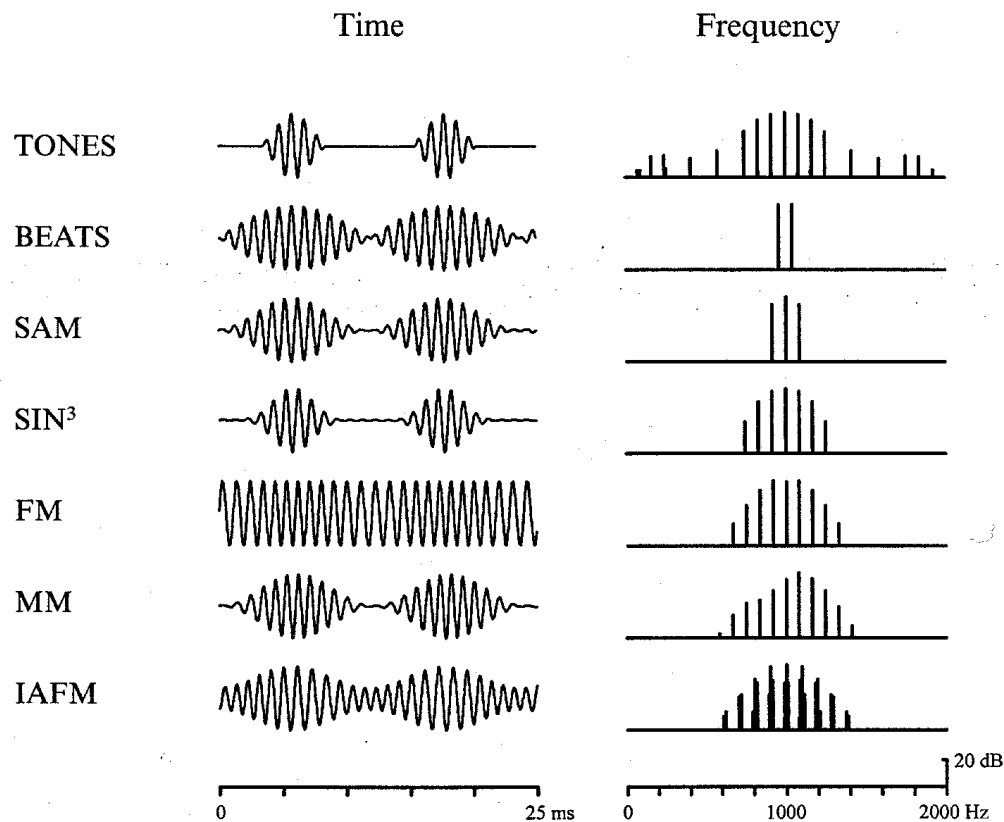 Time Frequency
TONES
BEATS
SAM
SIN³
FM
MM
IAFM
20 dB
0 25 ms 0 1000 2000 Hz